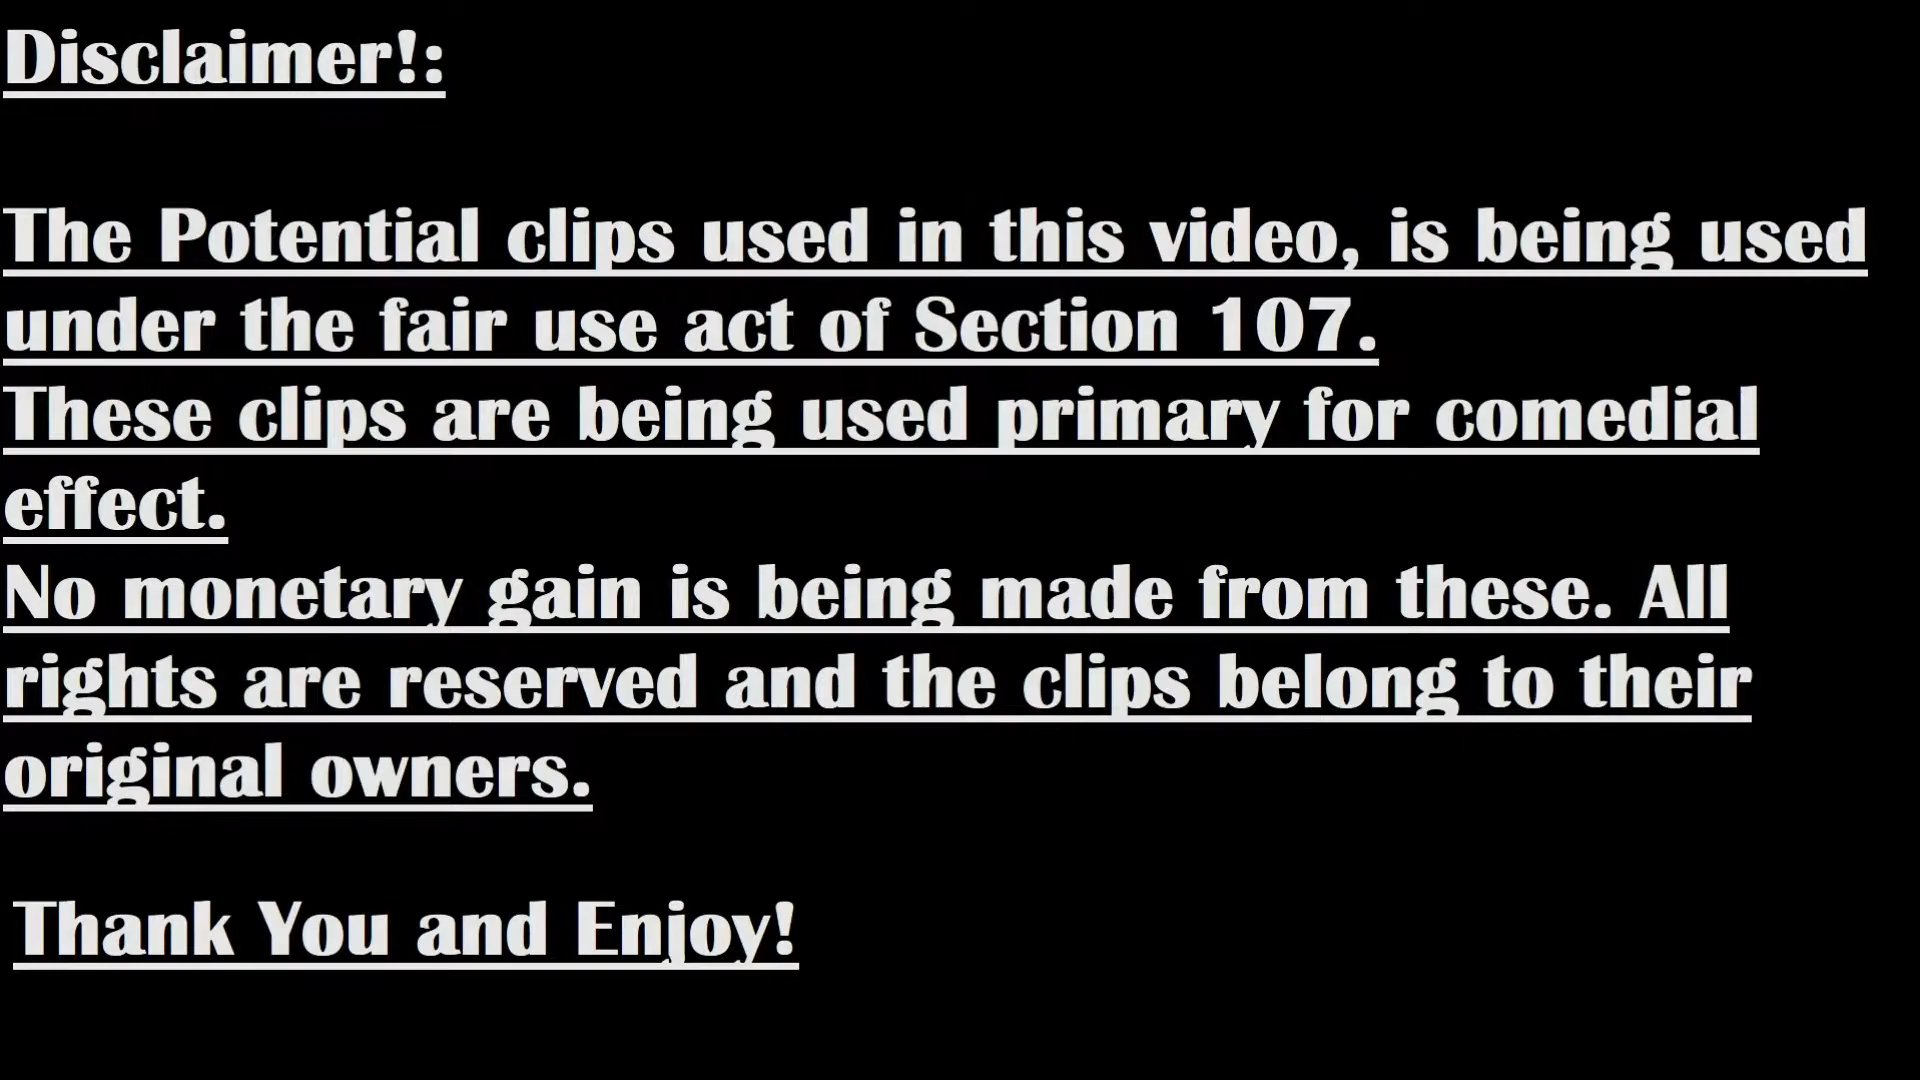 Disclaimer!:
The Potential clips used in this video, is being used
under the fair use act of Section 107.
These clips are being used primary for comedial
effect.
No monetary gain is being made from these. All
rights are reserved and the clips belong to their
original owners.
Thank You and Enjoy!